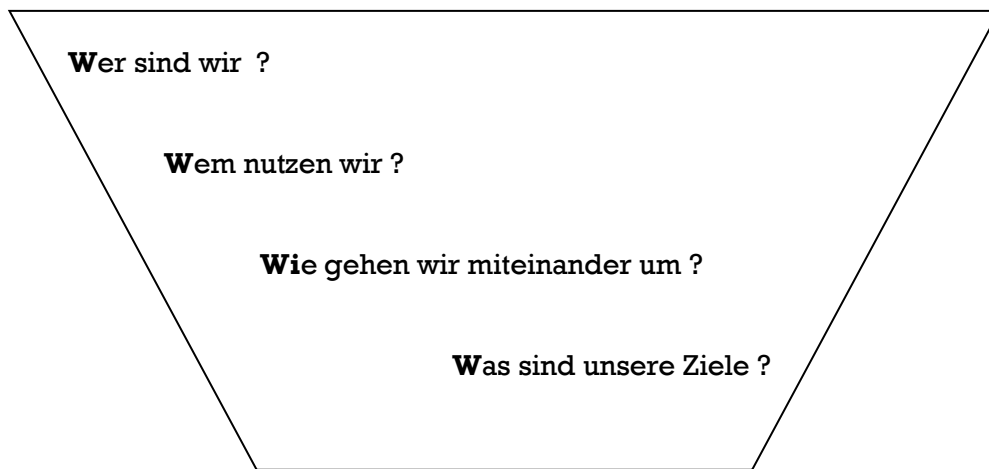 Wer sind wir  ?
Wem nutzen wir ?
Wie gehen wir miteinander um ?
Was sind unsere Ziele ?